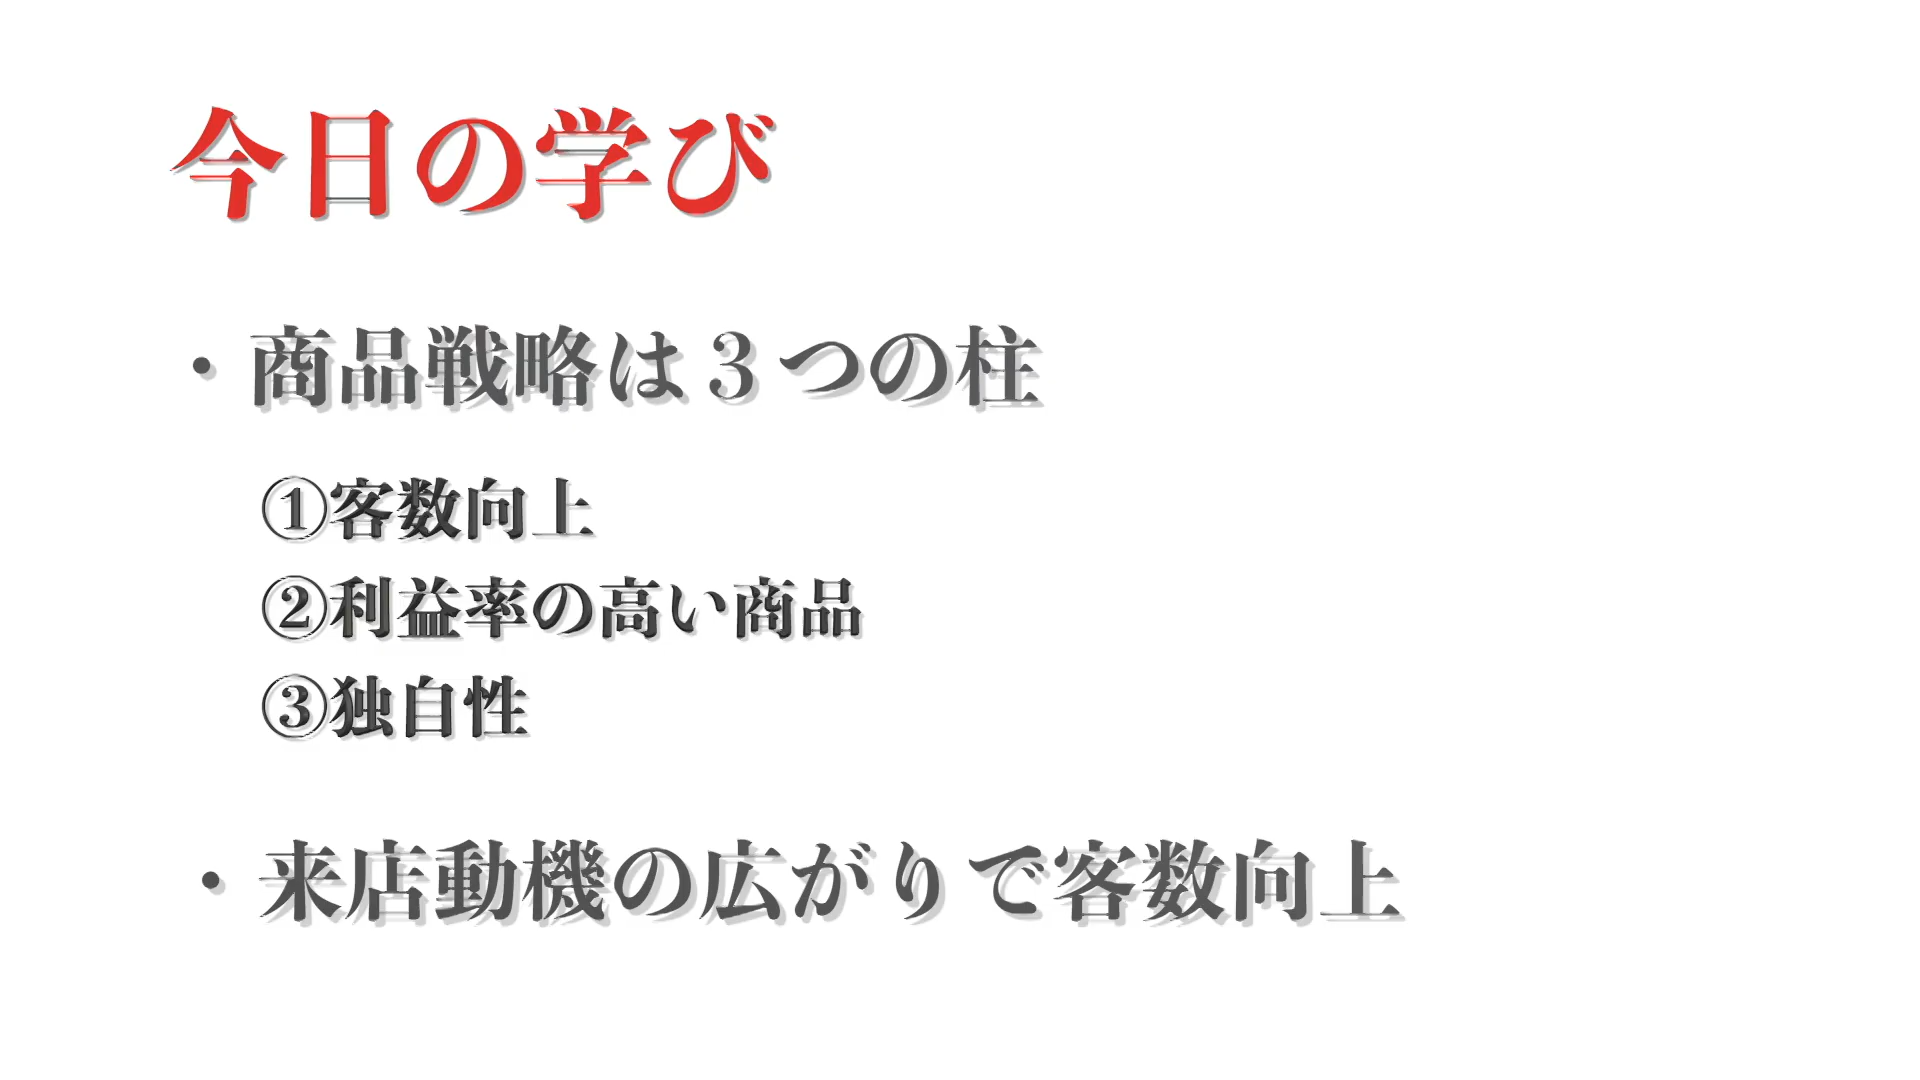 今日の学び
・商品戦略は３つの柱
①客数向上
②利益率の高い商品
③独自性
・来店動機の広がりで客数向上